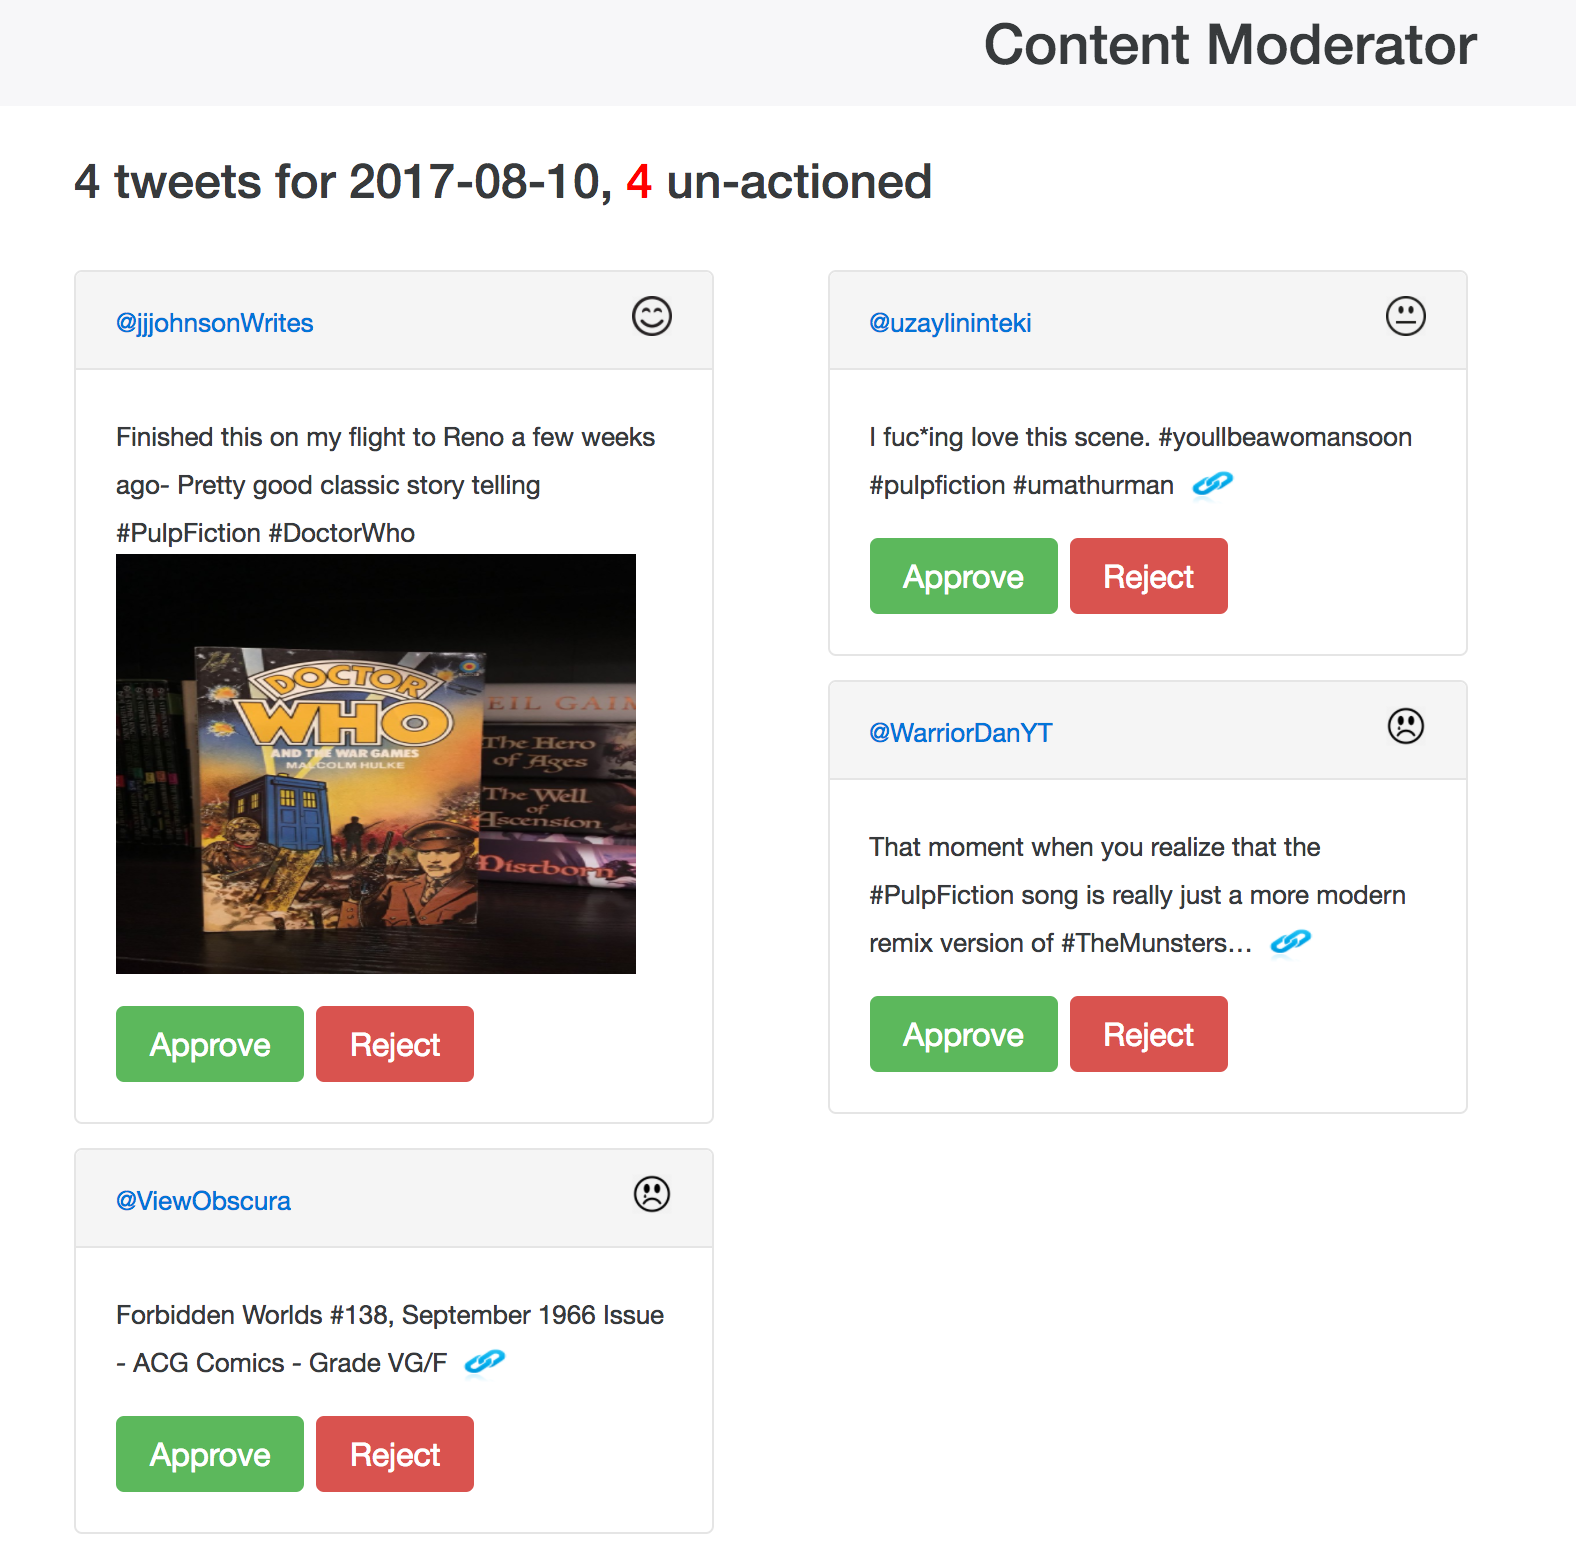 Content Moderator
4 tweets for 2017-08-10, 4 un-actioned
@jjjohnsonWrites
Finished this on my flight to Reno a few weeks
ago- Pretty good classic story telling
#PulpFiction #DoctorWho
DOCTOR
WHO
AND THE WAR GAMES
MALCOLM HULKE
EIL GAIM
The Hero
of Ages
The Well
of
Ascension
Mistborn
Approve Reject
@ViewObscura
Forbidden Worlds #138, September 1966 Issue
- ACG Comics - Grade VG/F
Approve Reject
@uzaylininteki
I fuc*ing love this scene. #youllbeawomansoon
#pulpfiction #umathurman
Approve Reject
@WarriorDanYT
That moment when you realize that the
#PulpFiction song is really just a more modern
remix version of #TheMunsters…
Approve Reject